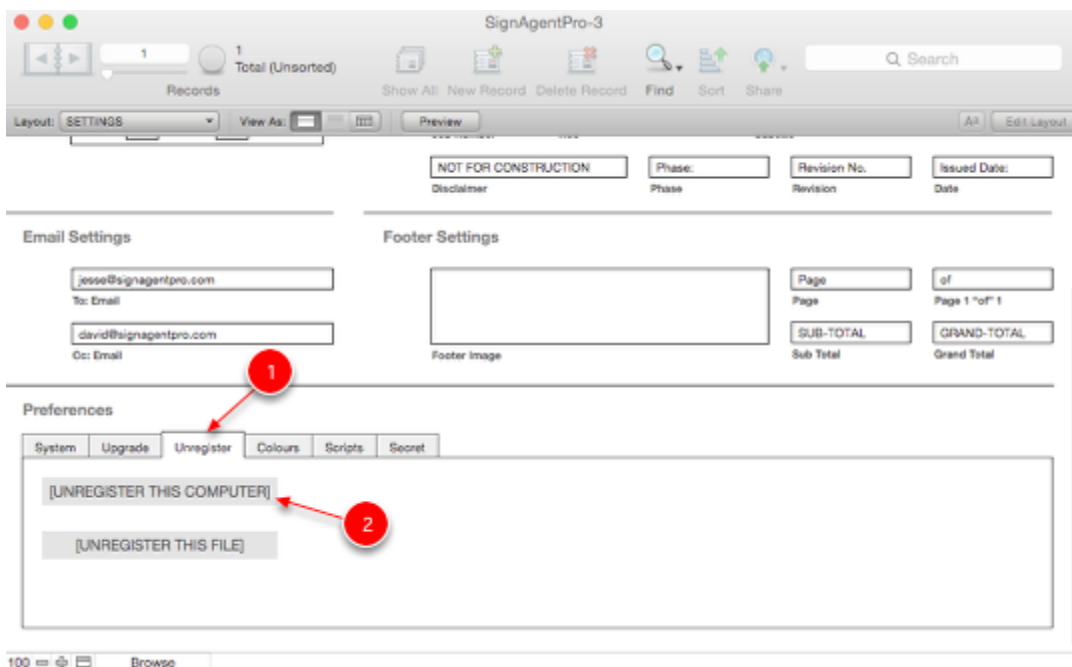 SignAgentPro-3
1
1
Total (Unsorted)
Search
Records
Show All New Record Delete Record Find Sort Share
Layout: SETTINGS View As: Preview Aa Edit Layout
NOT FOR CONSTRUCTION Phase: Revision No. Issued Date:
Disclaimer Phase Revision Date
Email Settings Footer Settings
jesse@signagentpro.com Page of
To: Email Page Page 1 "of" 1
david@signagentpro.com SUB-TOTAL GRAND-TOTAL
Cc: Email Footer Image Sub Total Grand Total
1
Preferences
System Upgrade Unregister Colours Scripts Secret
[UNREGISTER THIS COMPUTER]
2
[UNREGISTER THIS FILE]
100 Browse